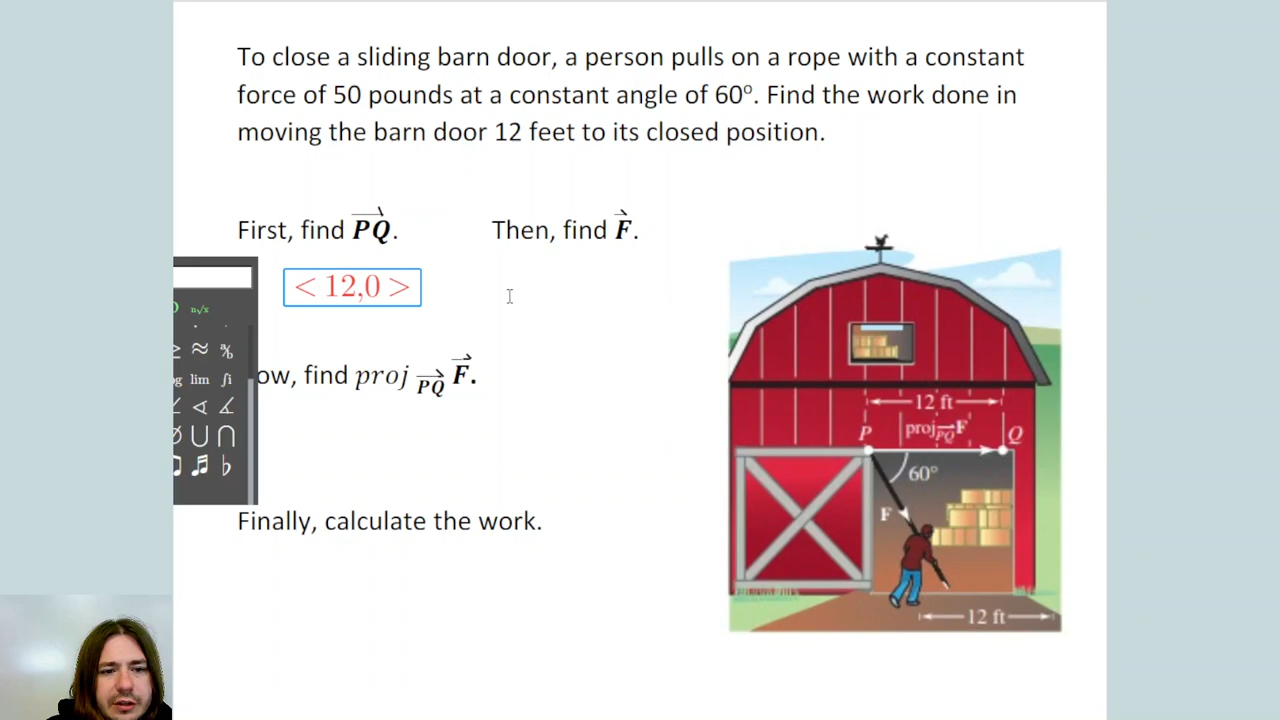 To close a sliding barn door, a person pulls on a rope with a constant
force of 50 pounds at a constant angle of 60º. Find the work done in
moving the barn door 12 feet to its closed position.
First, find PQ. Then, find F.
< 12,0 >
ow, find proj PQ F.
Finally, calculate the work.
12 ft
P proj PQ F Q
60°
F
12 ft
n√x
≈ %
g lim ∫i
∢ ∡
∪ ∩
♬ ♭